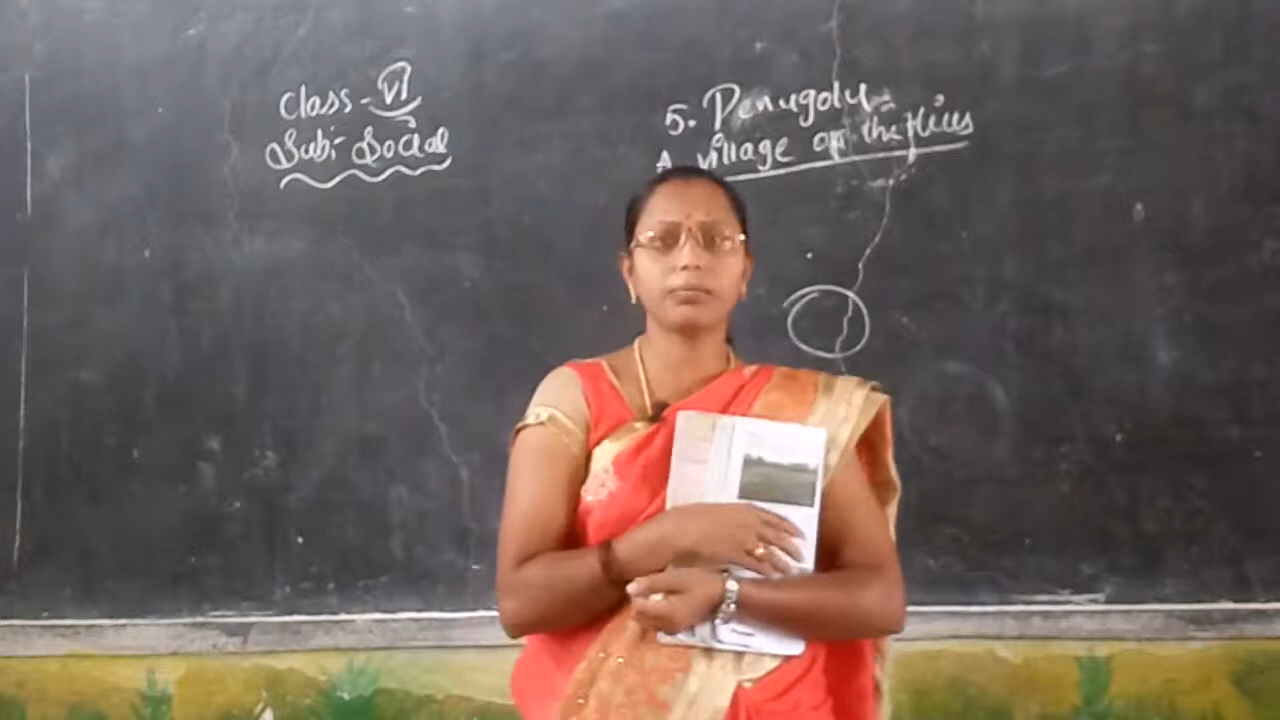 Class - VI
Sub:- Social
5. Penugolu -
A village on the Hills